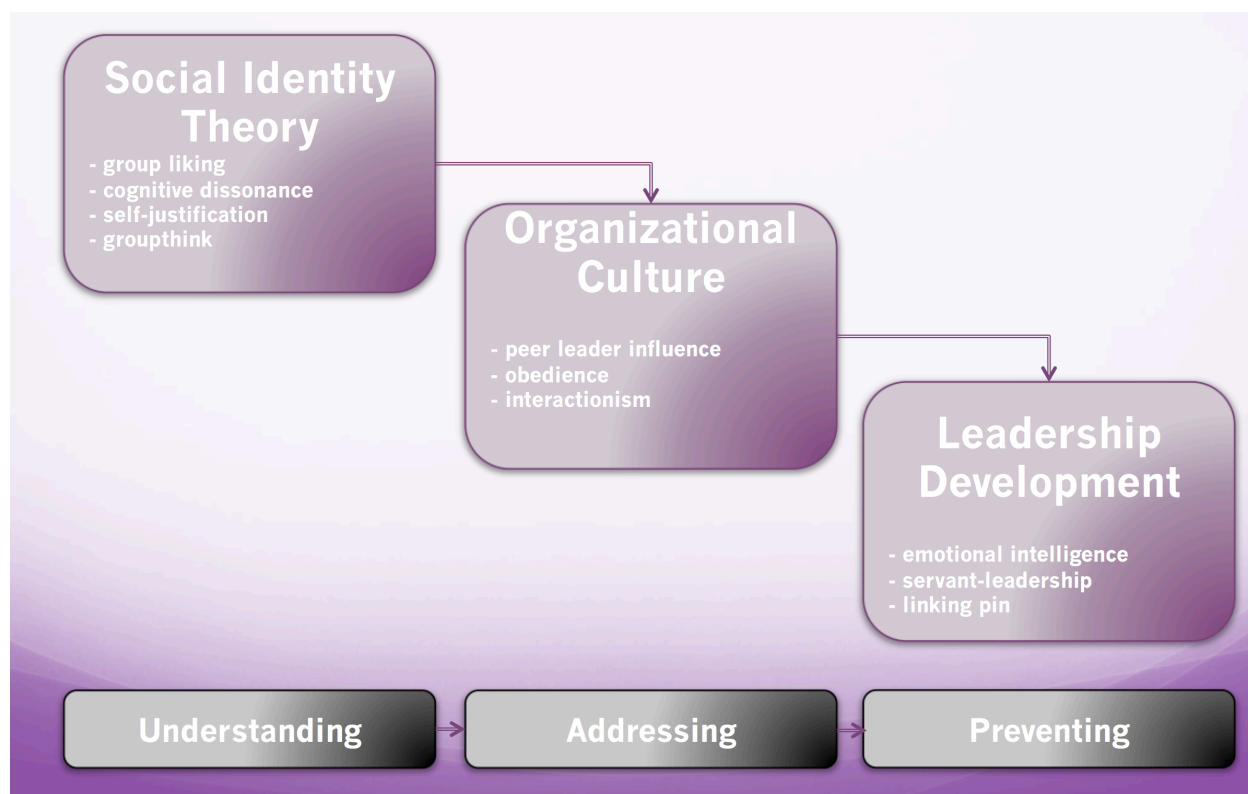 Social Identity
Theory
- group liking
- cognitive dissonance
- self-justification
- groupthink
Organizational
Culture
- peer leader influence
- obedience
- interactionism
Leadership
Development
- emotional intelligence
- servant-leadership
- linking pin
Understanding
Addressing
Preventing